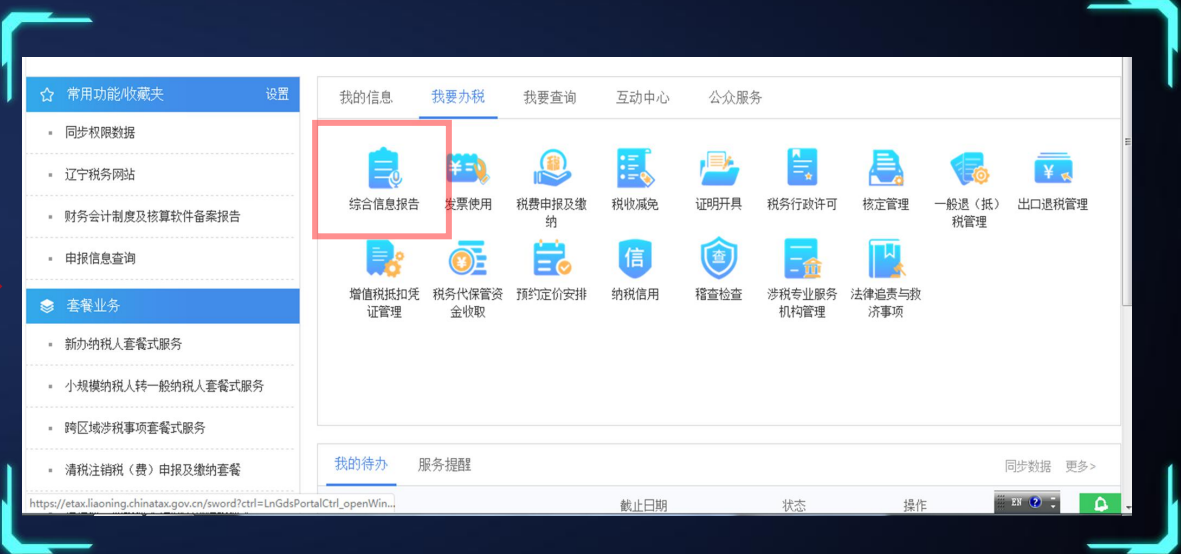 常用功能/收藏夹 设置
同步权限数据
辽宁税务网站
财务会计制度及核算软件备案报告
申报信息查询
套餐业务
新办纳税人套餐式服务
小规模纳税人转一般纳税人套餐式服务
跨区域涉税事项套餐式服务
清税注销税（费）申报及缴纳套餐
https://etax.liaoning.chinatax.gov.cn/sword?ctrl=LnGdsPortalCtrl_openWin...
我的信息 我要办税 我要查询 互动中心 公众服务
综合信息报告 发票使用 税费申报及缴 税收减免 证明开具 税务行政许可 核定管理 一般退（抵） 出口退税管理
纳 税管理
增值税抵扣凭 税务代保管资 预约定价安排 纳税信用 稽查检查 涉税专业服务 法律追责与救
证管理 金收取 机构管理 济事项
我的待办 服务提醒 同步数据 更多>
截止日期 状态 操作
EN
信
查